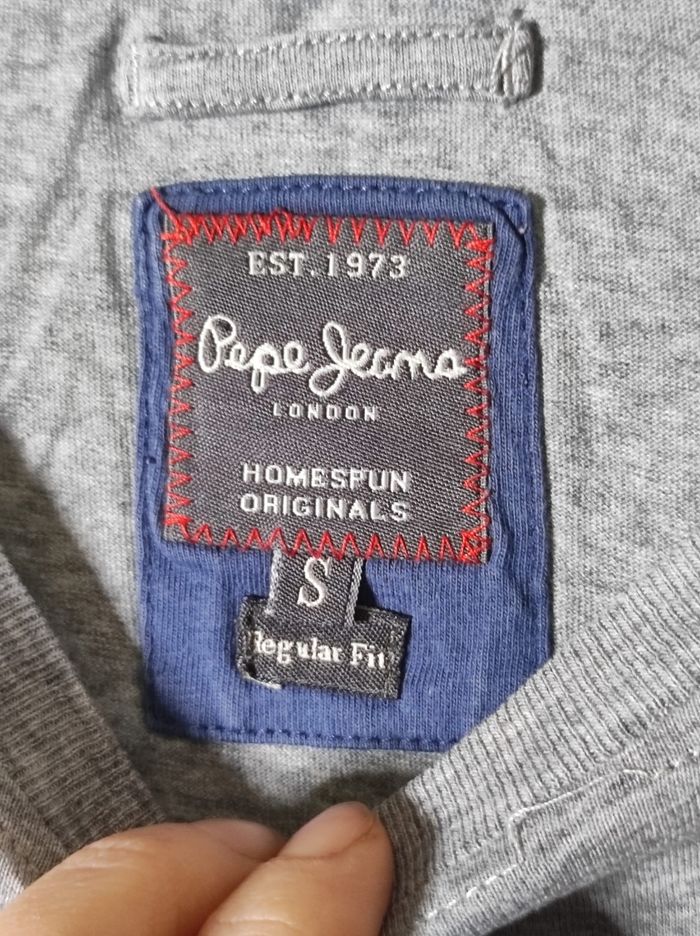 EST. 1973
Pepe Jeans
LONDON
HOMESPUN
ORIGINALS
S
Regular Fit